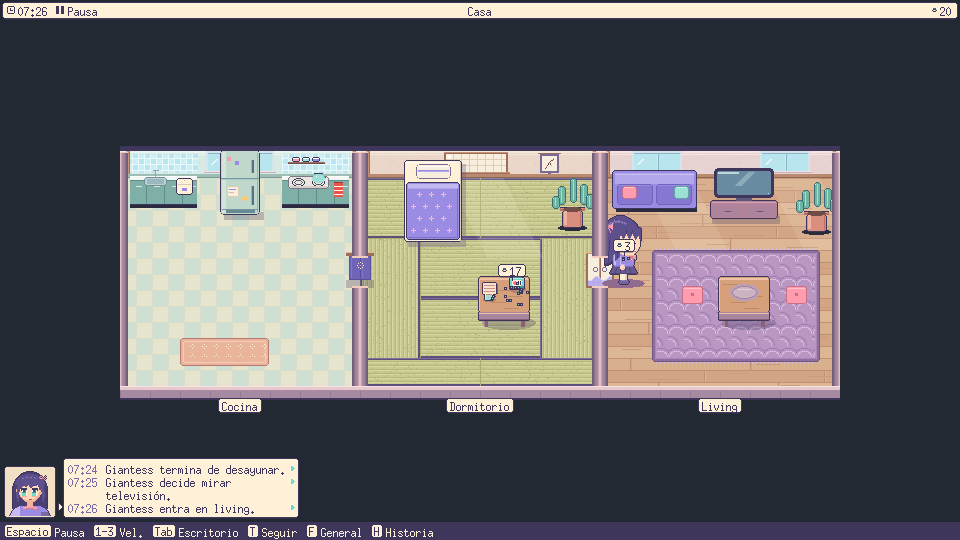 07:26 Pausa
Casa
20
3
17
Cocina
Dormitorio
Living
07:24 Giantess termina de desayunar.
07:25 Giantess decide mirar
televisión.
07:26 Giantess entra en living.
Espacio Pausa 1-3 Vel. Tab Escritorio T Seguir F General H Historia